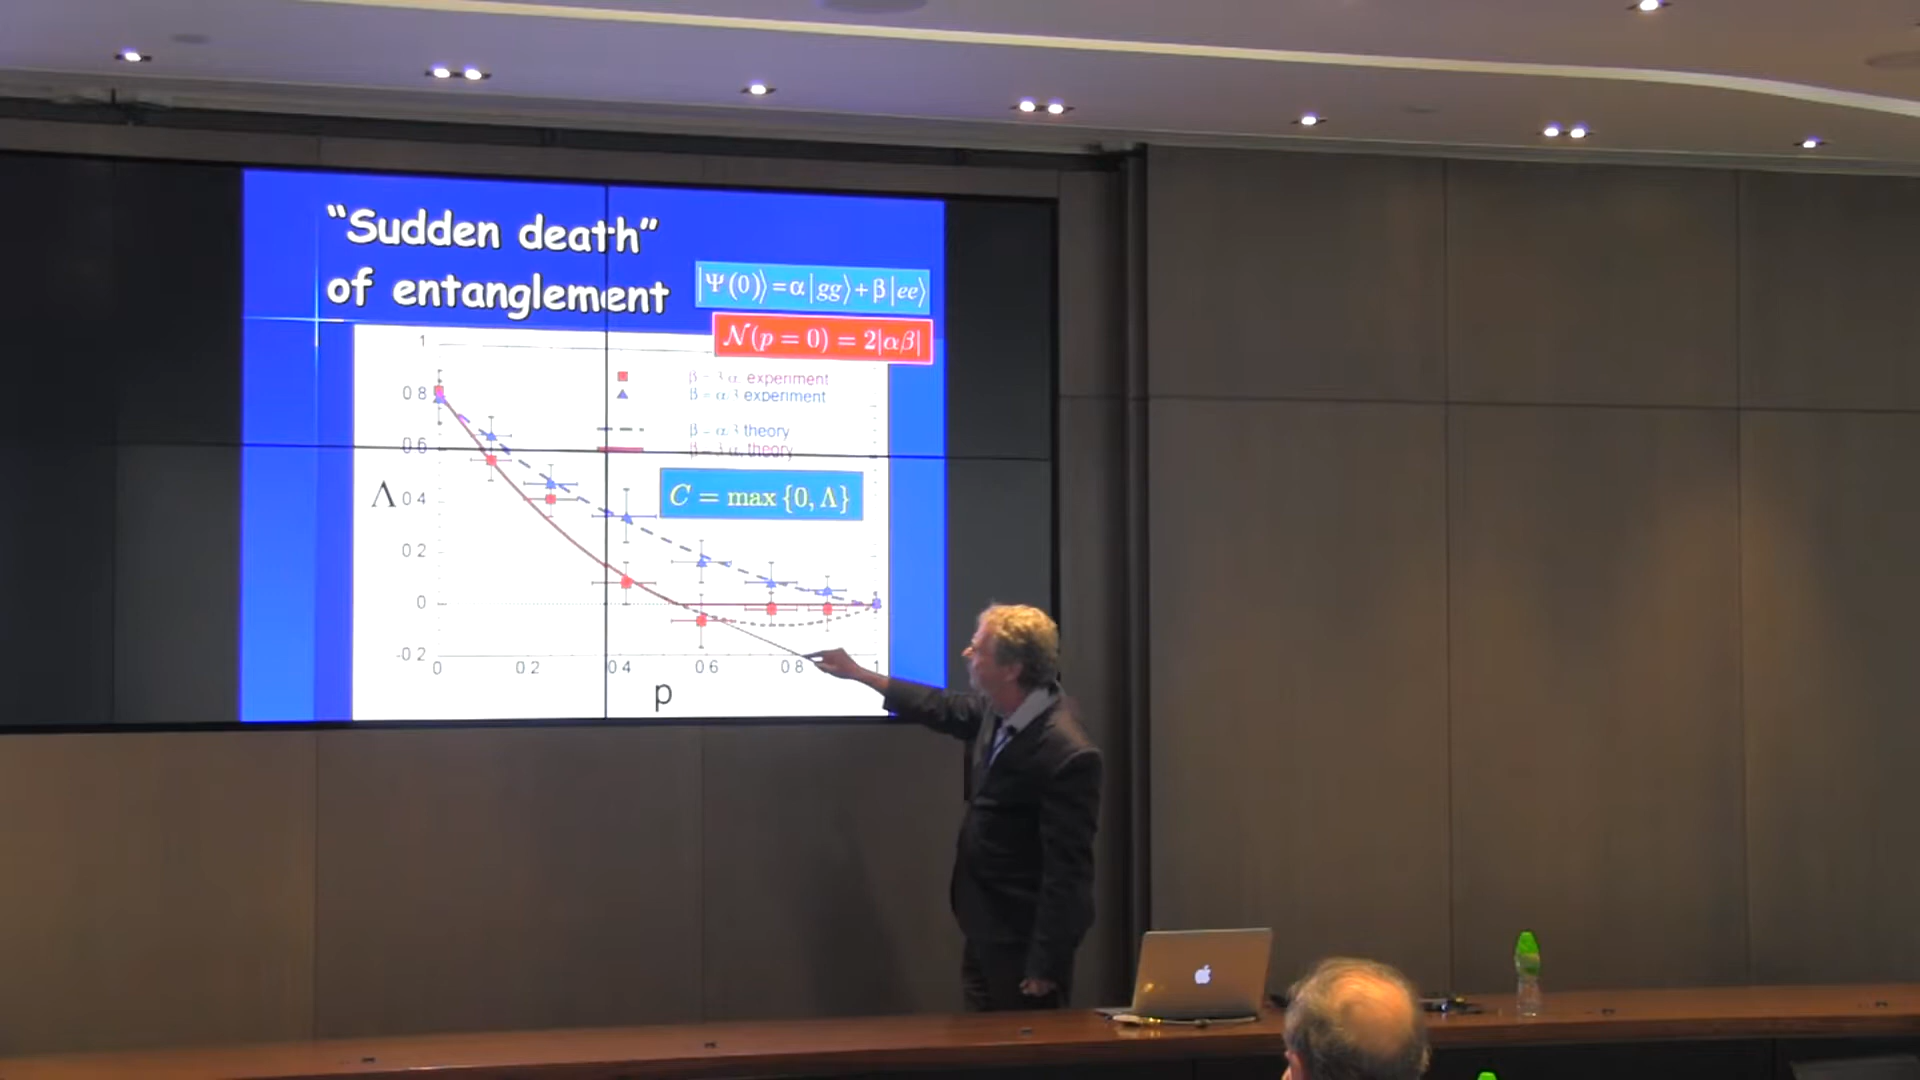 “Sudden death”
of entanglement
|Ψ(0)⟩=α|gg⟩+β|ee⟩
𝒩(p = 0) = 2|αβ|
1
0 8
0 6
0 4
0 2
0
-0 2
Λ
experiment
experiment
theory
theory
C = max {0, Λ}
0
0 2
0 4
0 6
0 8
1
p